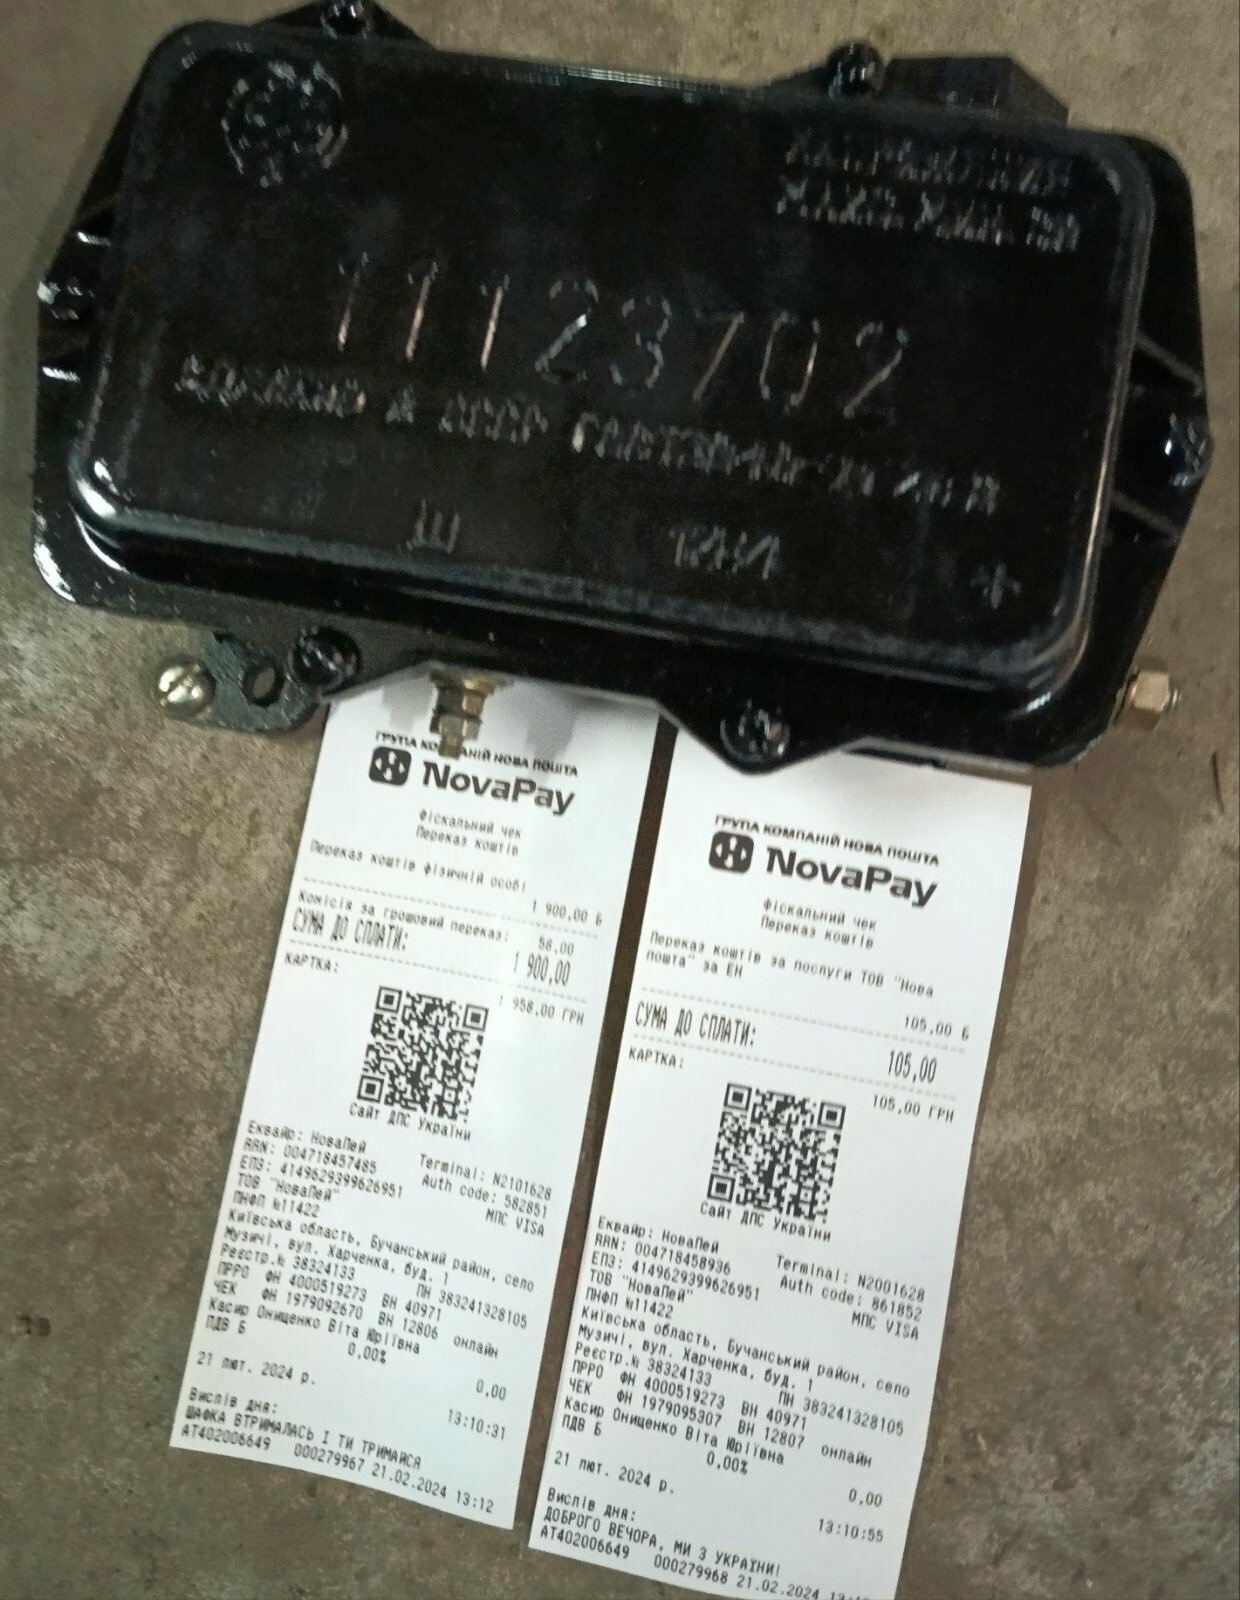 11123702
СДЕЛАНО В СССР
Ш
ГРУПА КОМПАНІЙ НОВА ПОШТА
NovaPay
Фіскальний чек
Переказ коштів
Переказ коштів фізичній особі
1 900,00 Б
Комісія за грошовий переказ:
58.00
СУМА ДО СПЛАТИ:
1 900,00
КАРТКА:
1 958,00 ГРН
Сайт ДПС України
Еквайр: НоваПей
RRN: 004718457485 Terminal: N2101628
ЕПЗ: 4149629399626951 Auth code: 582851
ТОВ "НоваПей" МПС VISA
ПНФП №11422
Київська область, Бучанський район, село
Музичі, вул. Харченка, буд. 1
Реєстр.№ 38324133 ПН 383241328105
ПРРО ФН 4000519273 ВН 40971
ЧЕК ФН 1979092670 ВН 12806 онлайн
Касир Онищенко Віта Юріївна
ПДВ Б 0,00% 0,00
21 лют. 2024 р. 13:10:31
Вислів дня:
ШАФКА ВТРИМАЛАСЬ І ТИ ТРИМАЙСЯ
АТ402006649 000279967 21.02.2024 13:12
ГРУПА КОМПАНІЙ НОВА ПОШТА
NovaPay
Фіскальний чек
Переказ коштів
Переказ коштів за послуги ТОВ "Нова
пошта" за ЕН
105,00 Б
СУМА ДО СПЛАТИ: 105,00
КАРТКА: 105,00 ГРН
Сайт ДПС України
Еквайр: НоваПей
RRN: 004718458936 Terminal: N2001628
ЕПЗ: 4149629399626951 Auth code: 861852
ТОВ "НоваПей" МПС VISA
ПНФП №11422
Київська область, Бучанський район, село
Музичі, вул. Харченка, буд. 1
Реєстр.№ 38324133 ПН 383241328105
ПРРО ФН 4000519273 ВН 40971
ЧЕК ФН 1979095307 ВН 12807 онлайн
Касир Онищенко Віта Юріївна
ПДВ Б 0,00% 0,00
21 лют. 2024 р. 13:10:55
Вислів дня:
ДОБРОГО ВЕЧОРА, МИ З УКРАЇНИ!
АТ402006649 000279968 21.02.2024